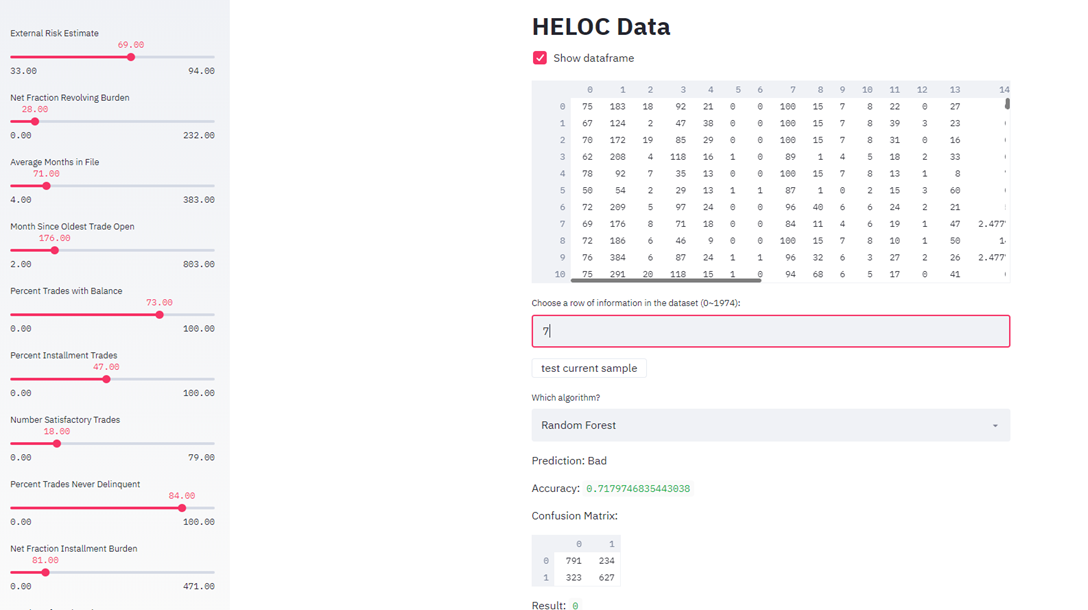 External Risk Estimate
69.00
33.00 94.00
Net Fraction Revolving Burden
28.00
0.00 232.00
Average Months in File
71.00
4.00 383.00
Month Since Oldest Trade Open
176.00
2.00 803.00
Percent Trades with Balance
73.00
0.00 100.00
Percent Installment Trades
47.00
0.00 100.00
Number Satisfactory Trades
18.00
0.00 79.00
Percent Trades Never Delinquent
84.00
0.00 100.00
Net Fraction Installment Burden
81.00
0.00 471.00
HELOC Data
Show dataframe
0 1 2 3 4 5 6 7 8 9 10 11 12 13 14
0 75 183 18 92 21 0 0 100 15 7 8 22 0 27
1 67 124 2 47 38 0 0 100 15 7 8 39 3 23
2 70 172 19 85 29 0 0 100 15 7 8 31 0 16
3 62 208 4 118 16 1 0 89 1 4 5 18 2 33
4 78 92 7 35 13 0 0 100 15 7 8 13 1 8
5 50 54 2 29 13 1 1 87 1 0 2 15 3 60
6 72 209 5 97 24 0 0 96 40 6 6 24 2 21
7 69 176 8 71 18 0 0 84 11 4 6 19 1 47 2.477
8 72 186 6 46 9 0 0 100 15 7 8 10 1 50
9 76 384 6 87 24 1 1 96 32 6 3 27 2 26 2.477
10 75 291 20 118 15 1 0 94 68 6 5 17 0 41
Choose a row of information in the dataset (0~1974):
7
test current sample
Which algorithm?
Random Forest
Prediction: Bad
Accuracy: 0.7179746835443038
Confusion Matrix:
0 1
0 791 234
1 323 627
Result: 0